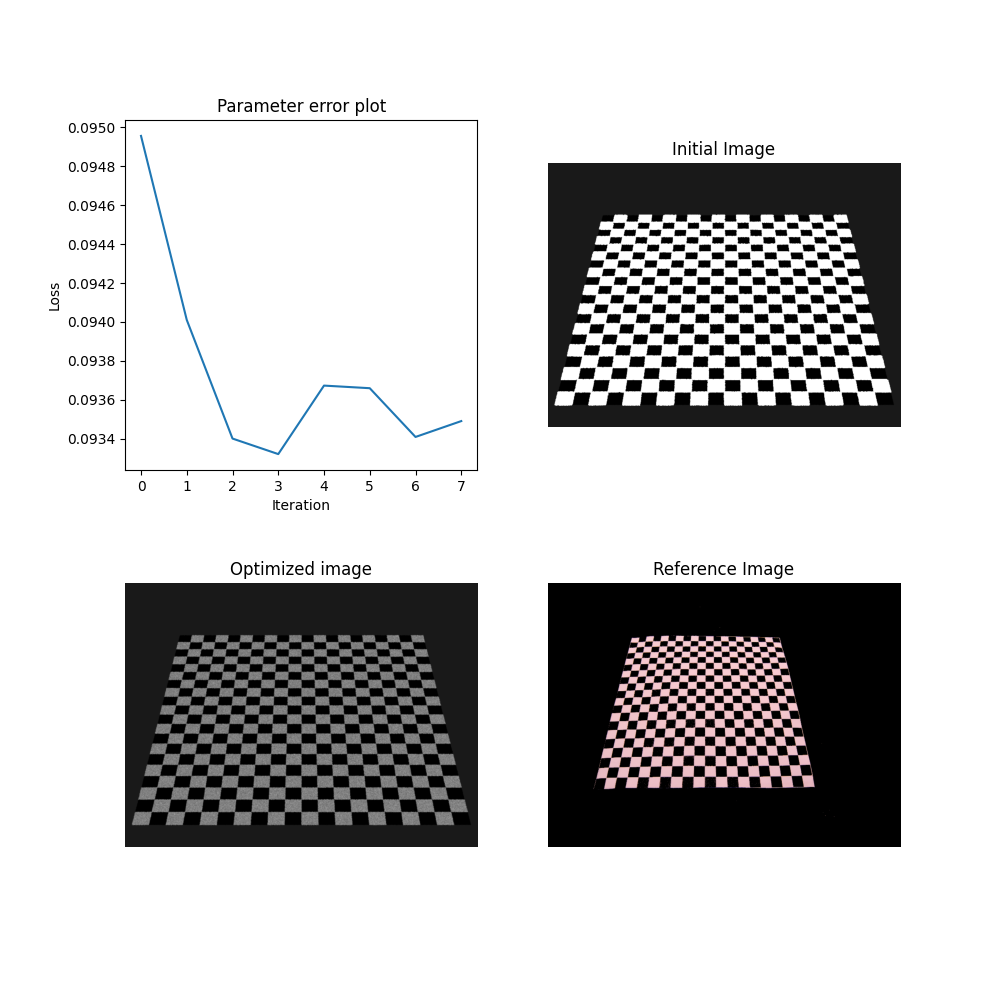 Parameter error plot
0.0950
0.0948
0.0946
0.0944
0.0942
0.0940
0.0938
0.0936
0.0934
Loss
0 1 2 3 4 5 6 7
Iteration
Initial Image
Optimized image
Reference Image